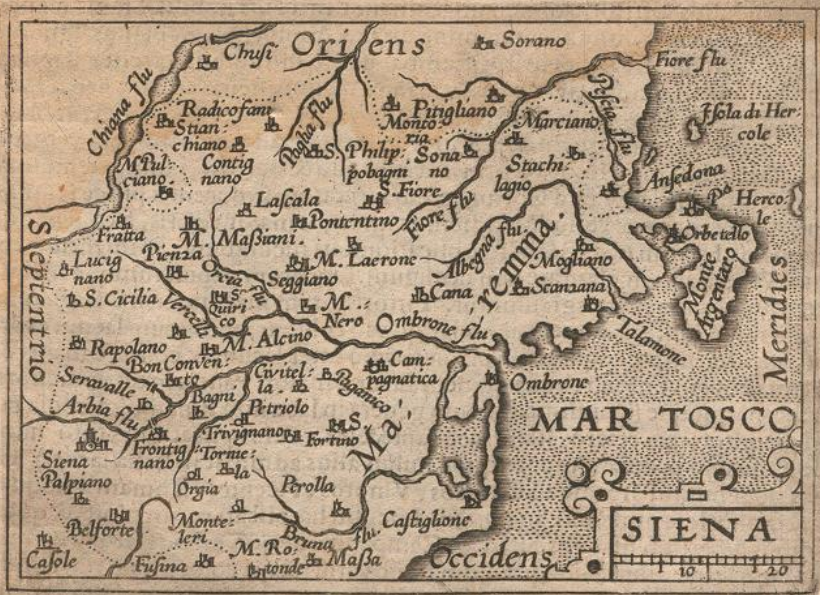 Chusi
Oriens
Sorano
Fiore flu
Chiana flu
Radicofani
Stian
chiano
Pagha flu
Pitigliano
Monto
ria
Marciano
Pescia flu
Isola di Her
cole
M. Pul
ciano
Contig
nano
S. Philip
pobagni
Sona
no
Stachi
lagio
Ansedona
S. Fiore
Lascala
Pontentino
Fiore flu
Pto
Herco
le
Fratta
M. Massiani.
Orbetello
Septentrio
Pienza
Orcia flu
M. Laerone
Albegna flu
remma.
Mogliano
Monte
Argentaro
Lucig
nano
Seggiano
S. Cicilia
Vercelli
S.
Quiri
co
M.
Nero
Cana
Scanzana
Meridies
Talamone
Rapolano
M. Alcino
Ombrone flu
Bon Conven:
to
Civitel:
la
Cam:
pagnatica
Paganico
Ombrone
Seravalle
Bagni
Petriolo
Arbia flu
MAR TOSCO
Frontig
nano
Trivignano
S.
Fortino
Ma:
Siena
Palpiano
Tornie:
la
Orgia
Perolla
Belforte
Monte:
leri
Bruna flu
Castiglione
SIENA
Casole
Fusina
M. Ro
tonde
Massa
Occidens
10 20